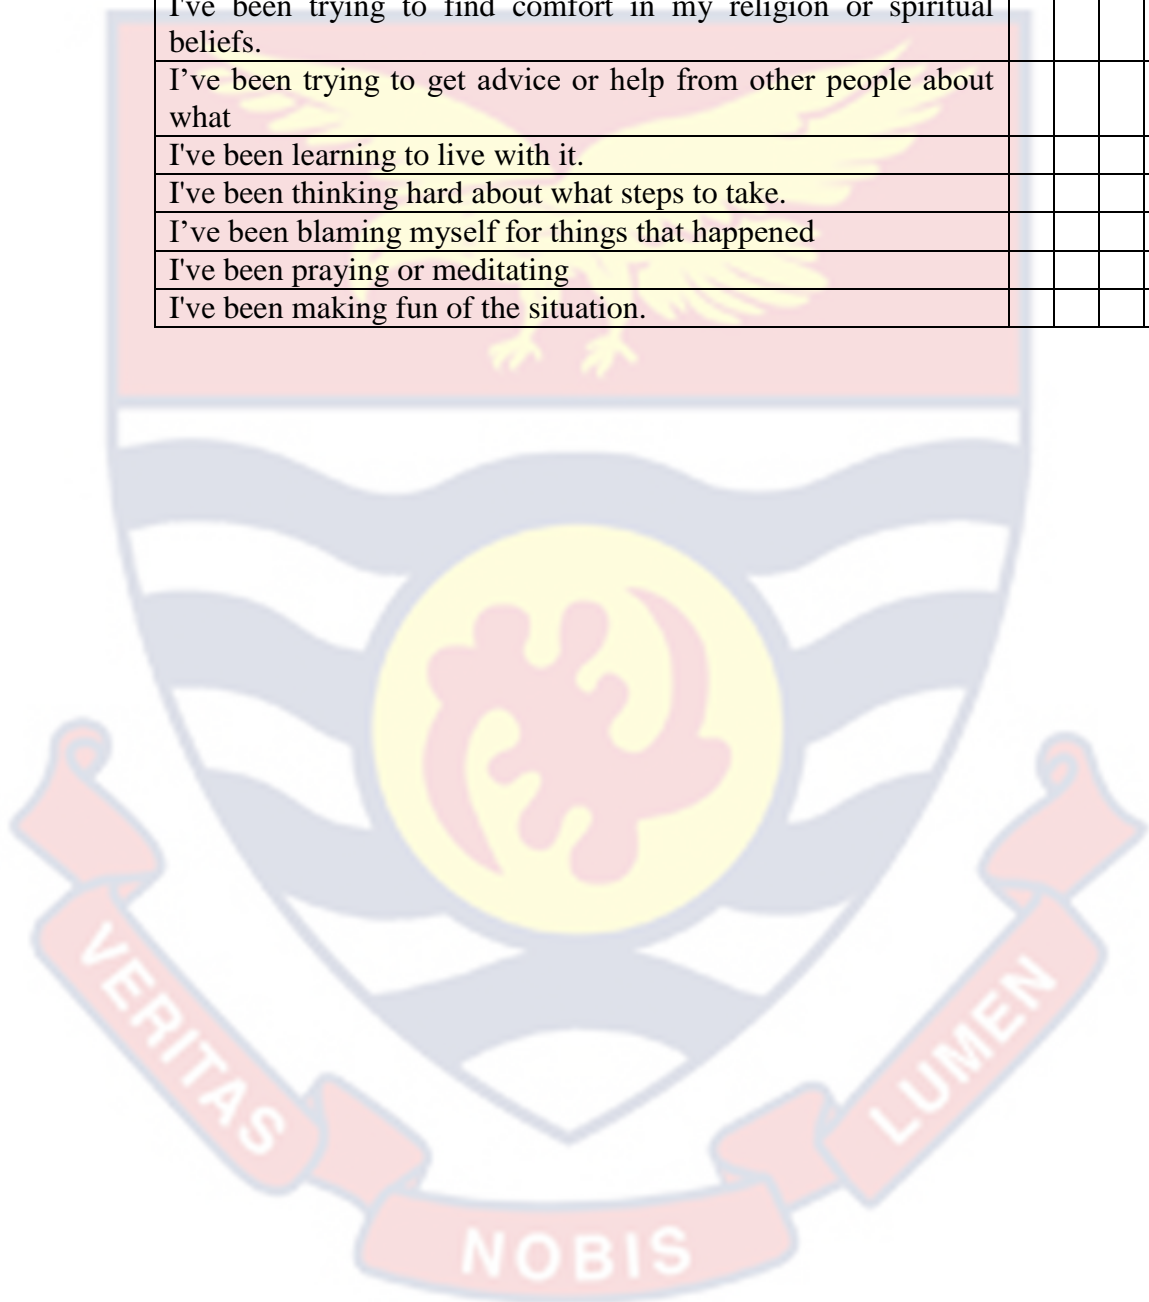 I've been trying to find comfort in my religion or spiritual
beliefs.
I’ve been trying to get advice or help from other people about
what
I've been learning to live with it.
I've been thinking hard about what steps to take.
I’ve been blaming myself for things that happened
I've been praying or meditating
I've been making fun of the situation.
VERITAS
NOBIS
LUMEN